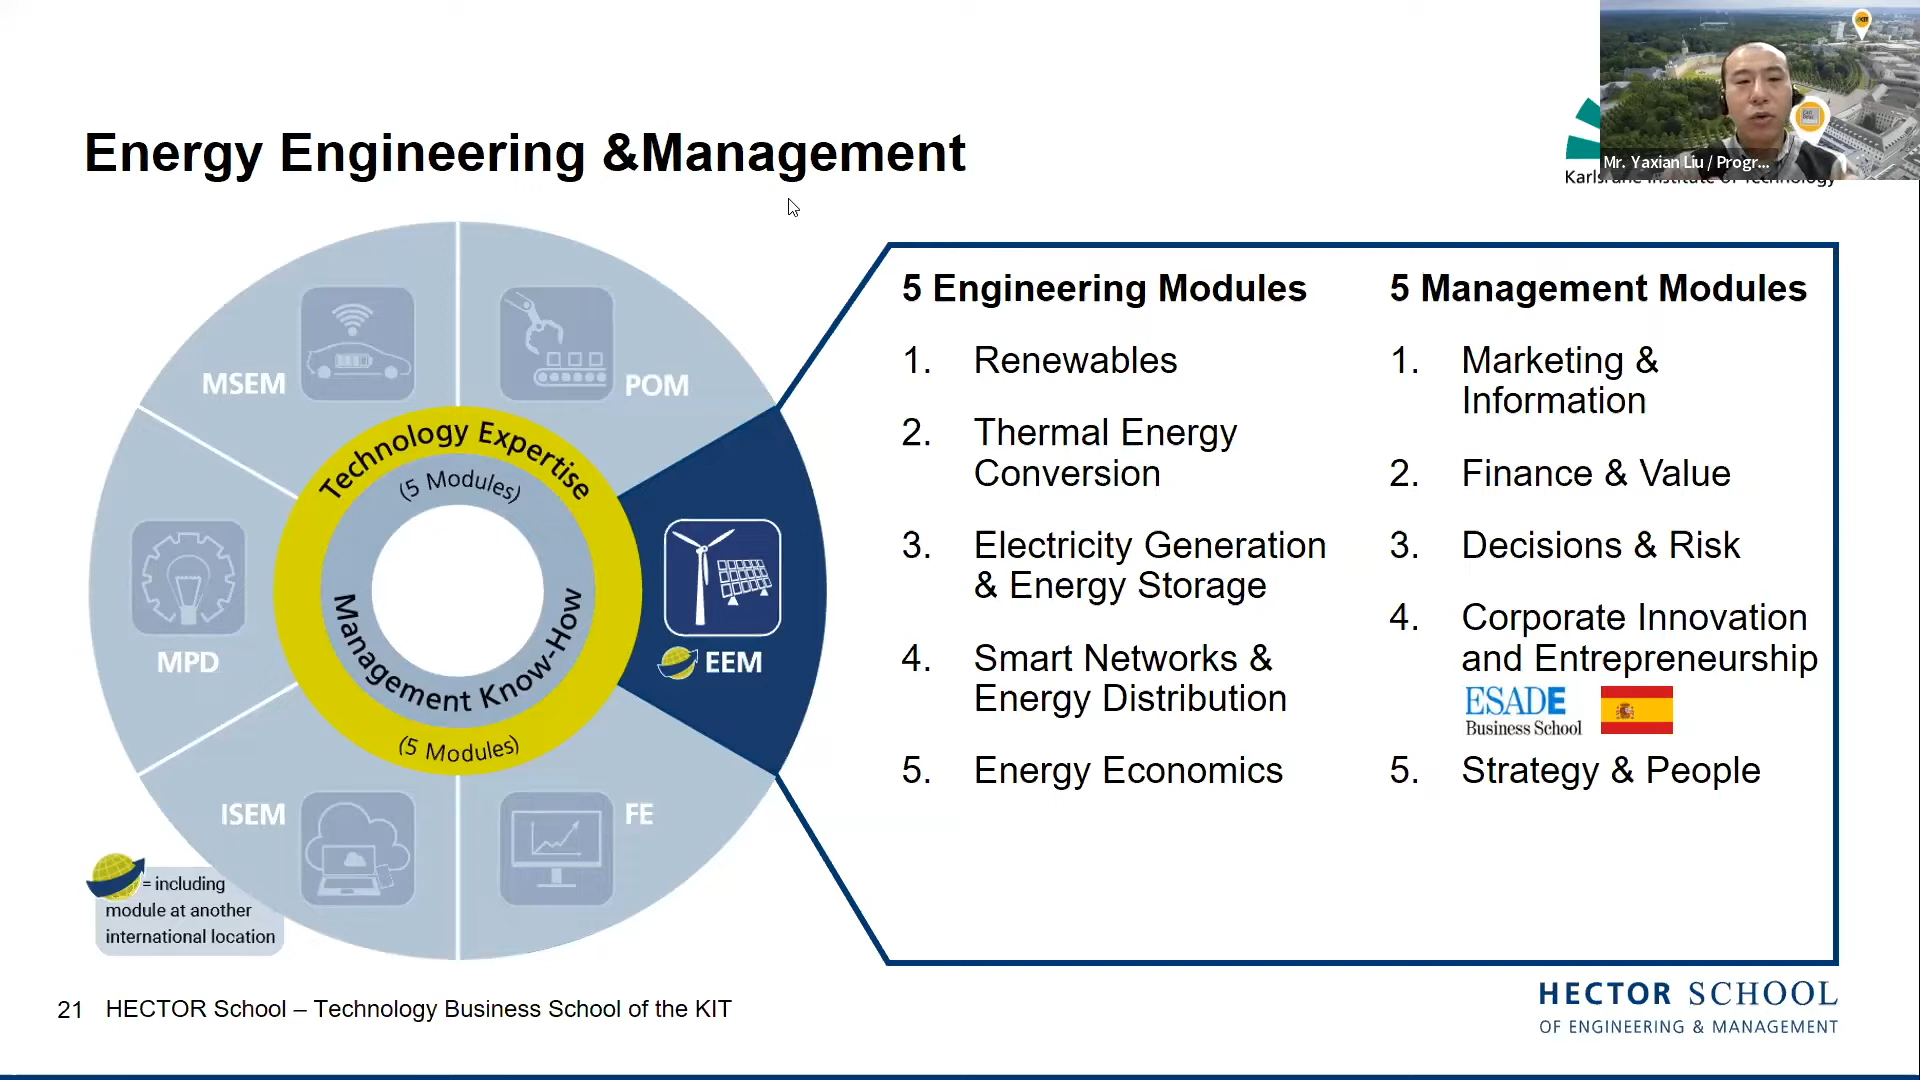 Energy Engineering &Management
Mr. Yaxian Liu / Progr...
MSEM
POM
Technology Expertise
(5 Modules)
MPD
EEM
Management Know-How
(5 Modules)
ISEM
FE
= including
module at another
international location
5 Engineering Modules
1. Renewables
2. Thermal Energy
Conversion
3. Electricity Generation
& Energy Storage
4. Smart Networks &
Energy Distribution
5. Energy Economics
5 Management Modules
1. Marketing &
Information
2. Finance & Value
3. Decisions & Risk
4. Corporate Innovation
and Entrepreneurship
ESADE
Business School
5. Strategy & People
21 HECTOR School – Technology Business School of the KIT
HECTOR SCHOOL
OF ENGINEERING & MANAGEMENT